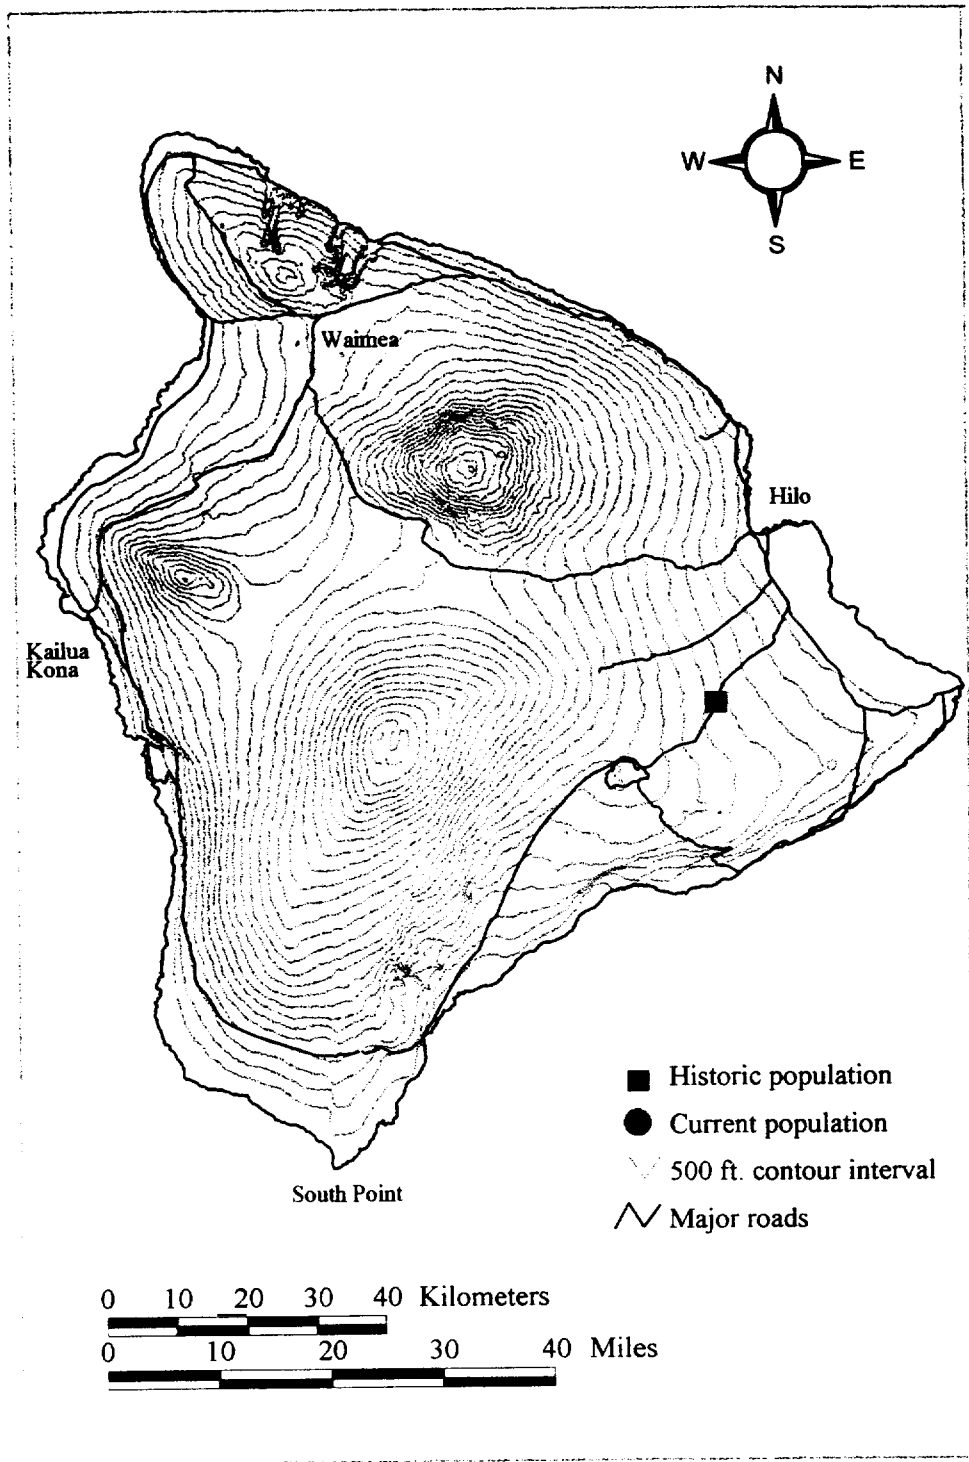 N
W E
S
Waimea
Hilo
Kailua
Kona
Historic population
Current population
500 ft. contour interval
Major roads
South Point
0 10 20 30 40 Kilometers
0 10 20 30 40 Miles